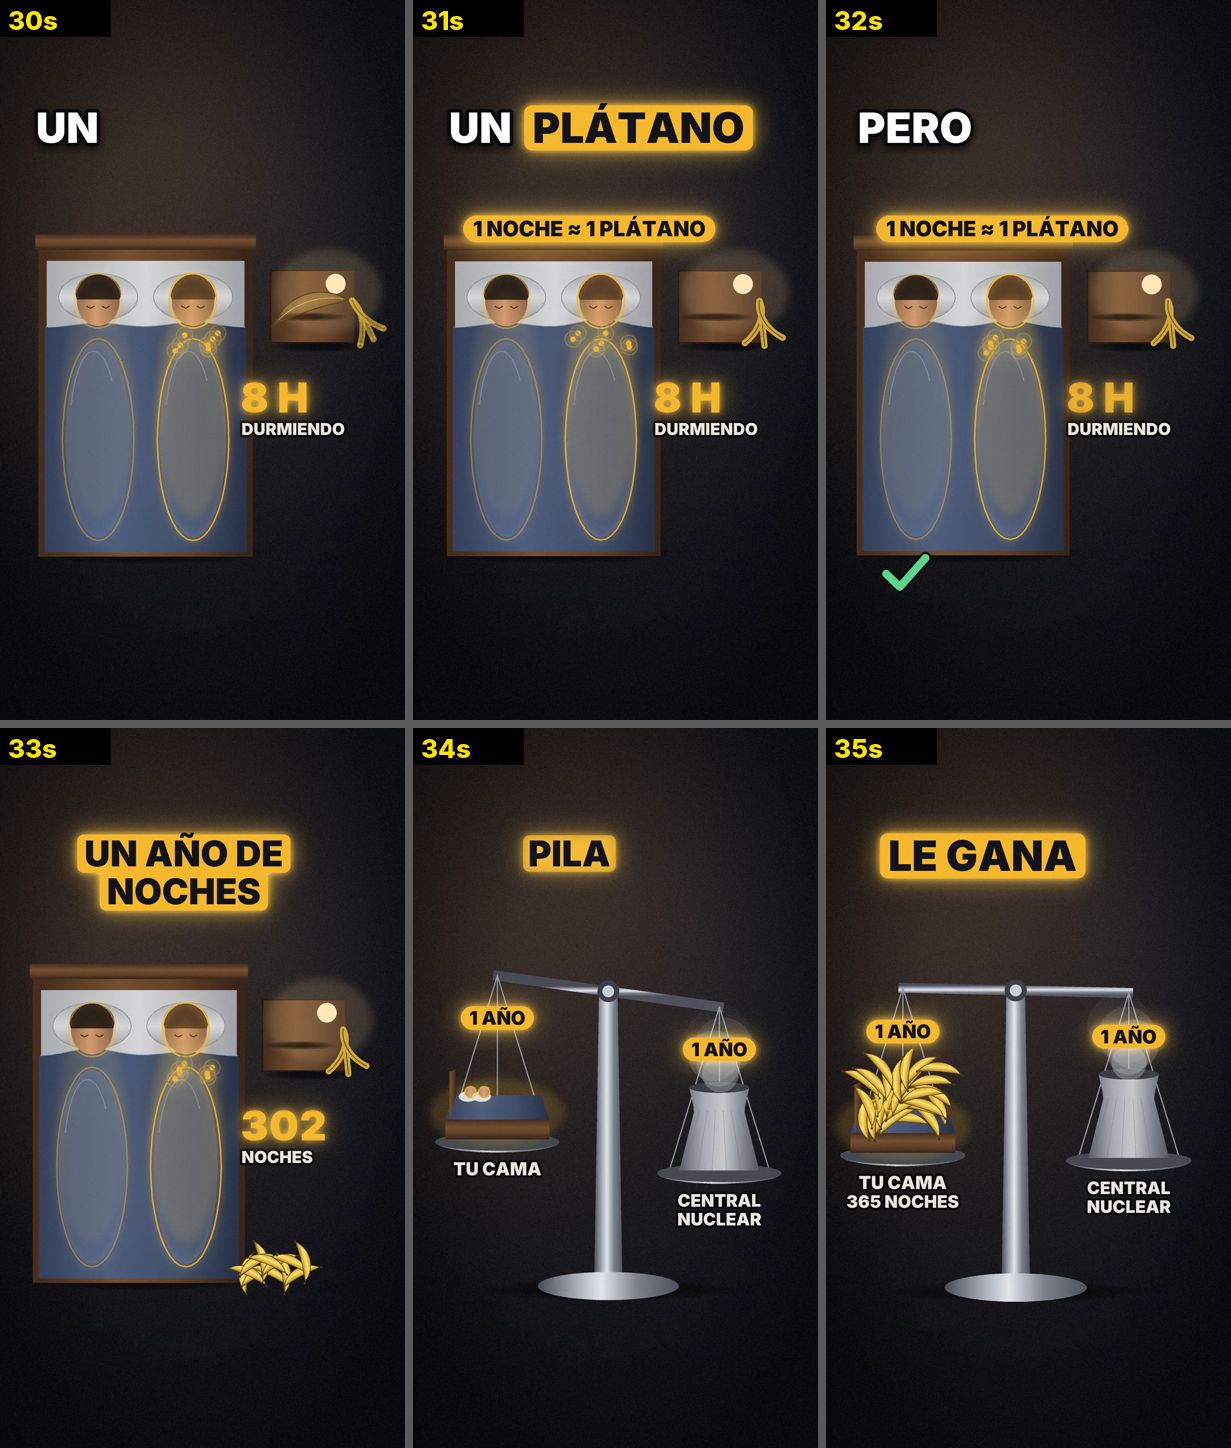 30s
UN
8 H
DURMIENDO
31s
UN PLÁTANO
1 NOCHE ≈ 1 PLÁTANO
8 H
DURMIENDO
32s
PERO
1 NOCHE ≈ 1 PLÁTANO
8 H
DURMIENDO
33s
UN AÑO DE
NOCHES
302
NOCHES
34s
PILA
1 AÑO
1 AÑO
TU CAMA
CENTRAL
NUCLEAR
35s
LE GANA
1 AÑO
1 AÑO
TU CAMA
365 NOCHES
CENTRAL
NUCLEAR